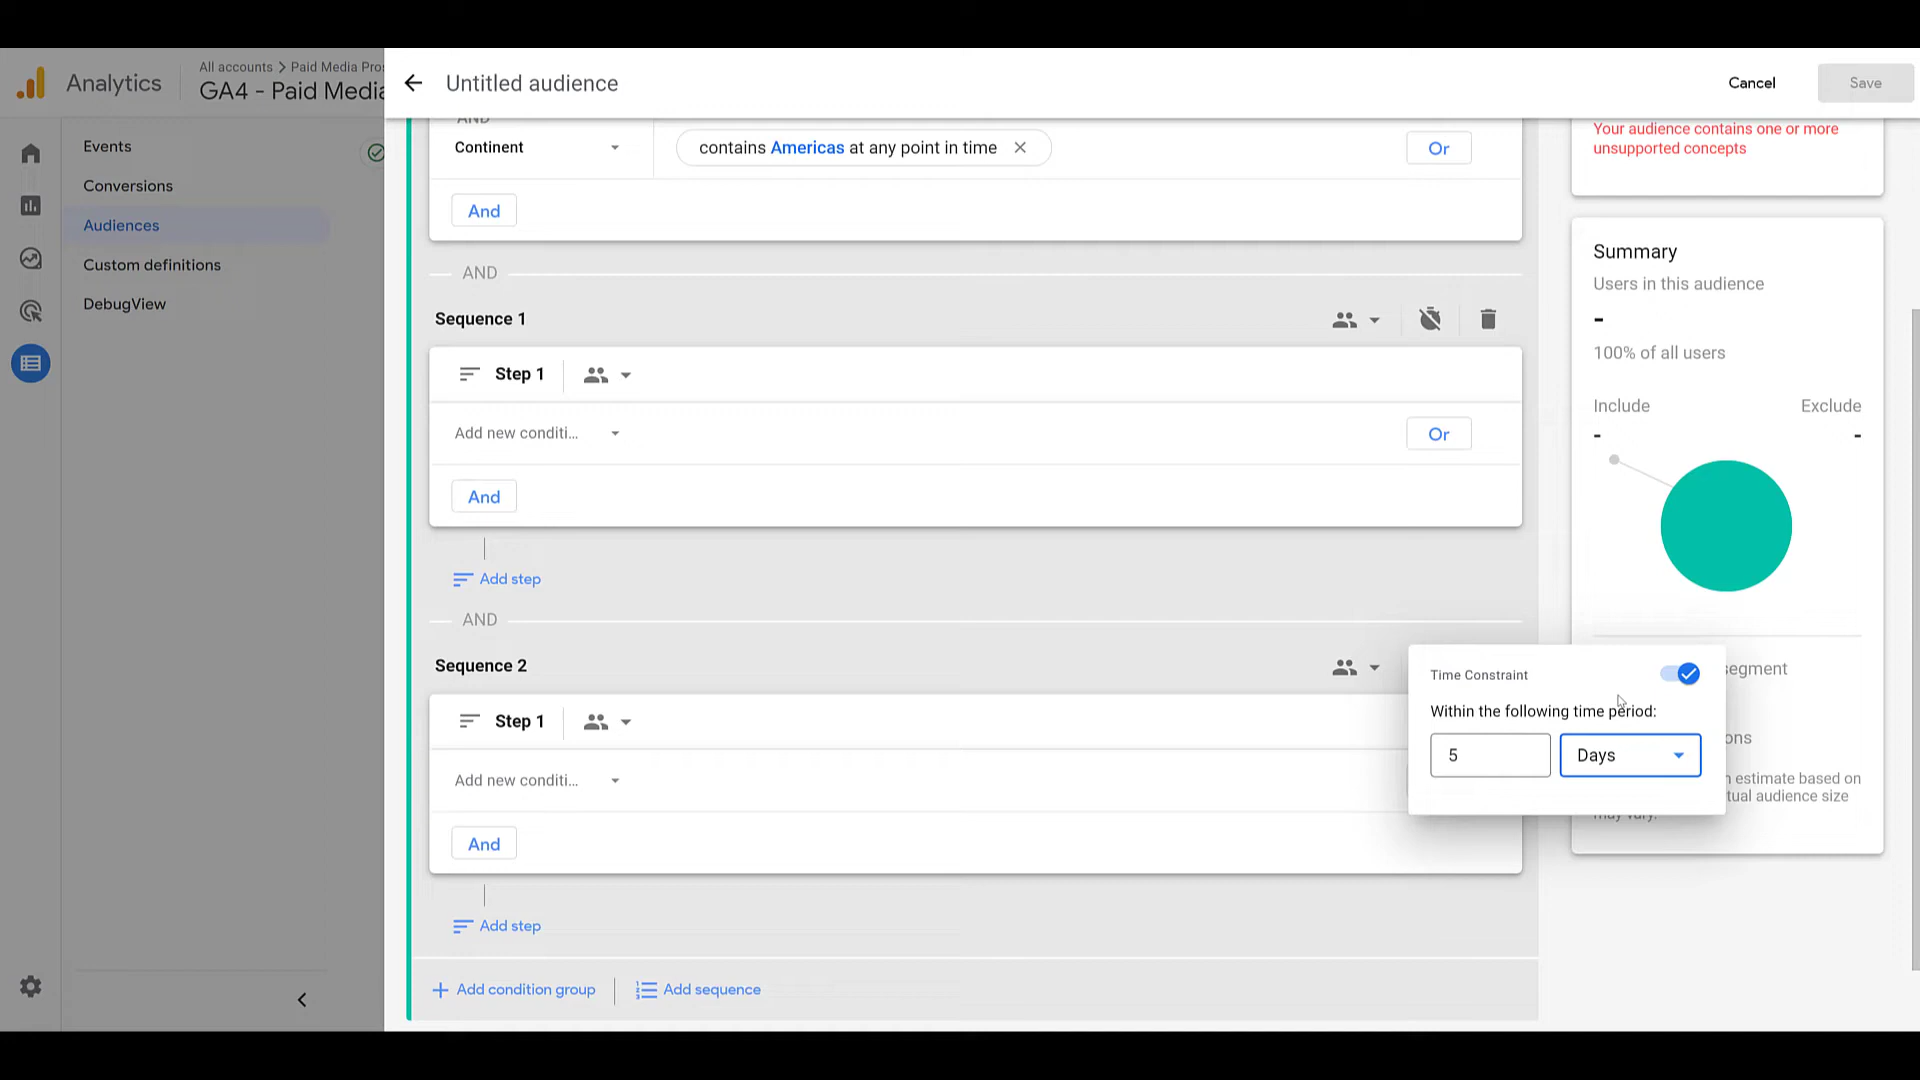 Analytics
All accounts > Paid Media Pros
GA4 - Paid Media
Untitled audience
Cancel
Save
Events
Conversions
Audiences
Custom definitions
DebugView
AND
Continent
contains Americas at any point in time
Or
And
AND
Sequence 1
Step 1
Add new conditi...
Or
And
Add step
AND
Sequence 2
Step 1
Add new conditi...
And
Add step
Add condition group
Add sequence
Your audience contains one or more
unsupported concepts
Summary
Users in this audience
-
100% of all users
Include
Exclude
-
-
Time Constraint
Within the following time period:
5
Days
egment
ons
estimate based on
tual audience size
may vary.